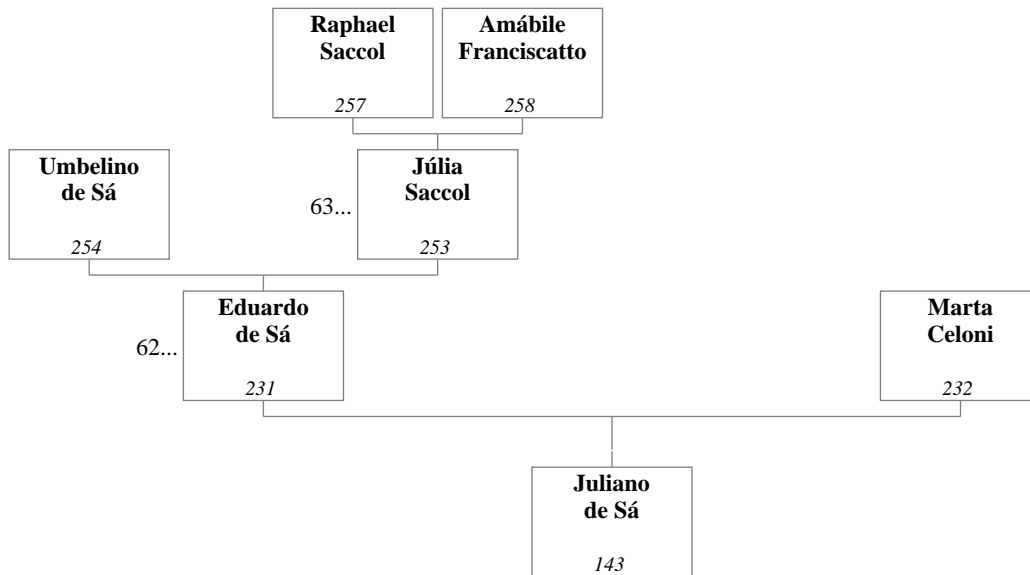 Raphael
Saccol
257
Amábile
Franciscatto
258
Umbelino
de Sá
254
63...
Júlia
Saccol
253
62...
Eduardo
de Sá
231
Marta
Celoni
232
Juliano
de Sá
143